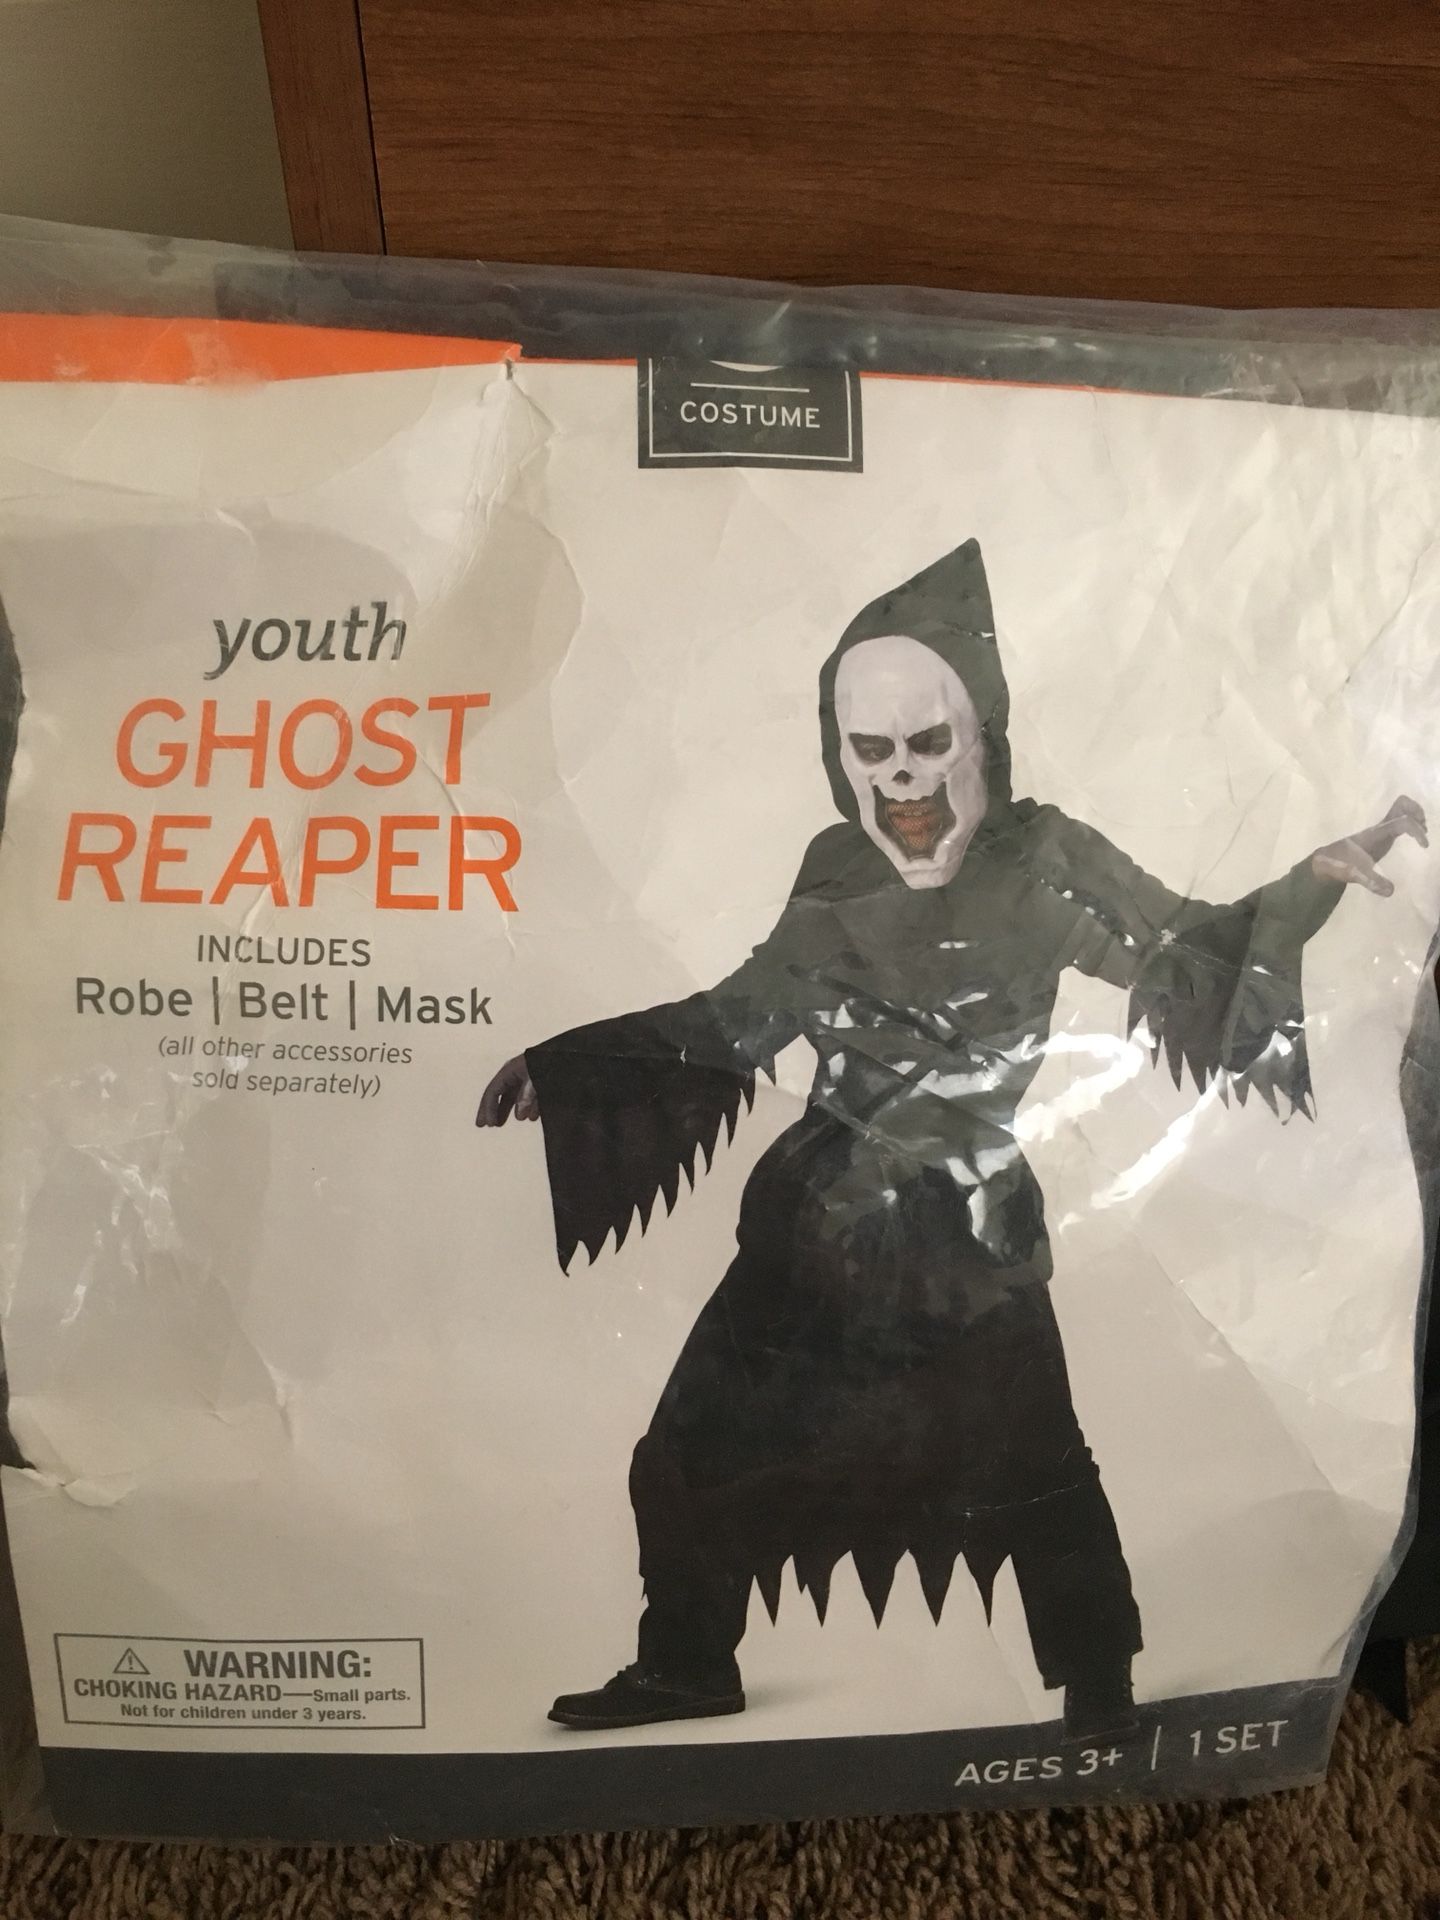 COSTUME
youth
GHOST
REAPER
INCLUDES
Robe | Belt | Mask
(all other accessories
sold separately)
WARNING:
CHOKING HAZARD—Small parts.
Not for children under 3 years.
AGES 3+ | 1 SET